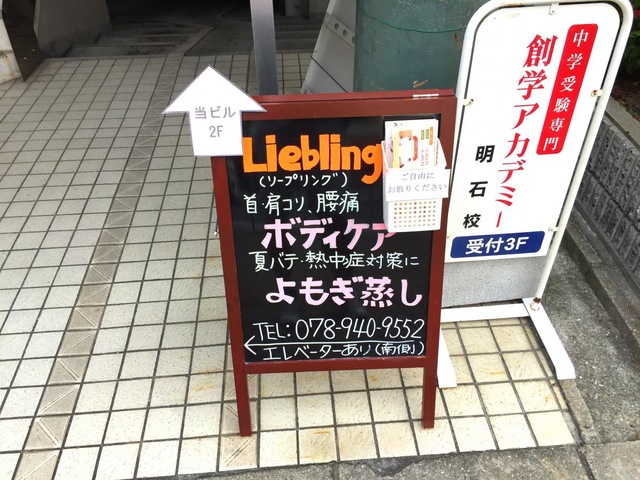 当ビル
2F
Liebling
(リープリング)
ご自由に
お取りください
首・肩コリ、腰痛
ボディケア
夏バテ・熱中症対策に
よもぎ蒸し
TEL:078-940-9552
←エレベーターあり(南側)
中学受験専門
創学アカデミー
明石校
受付3F